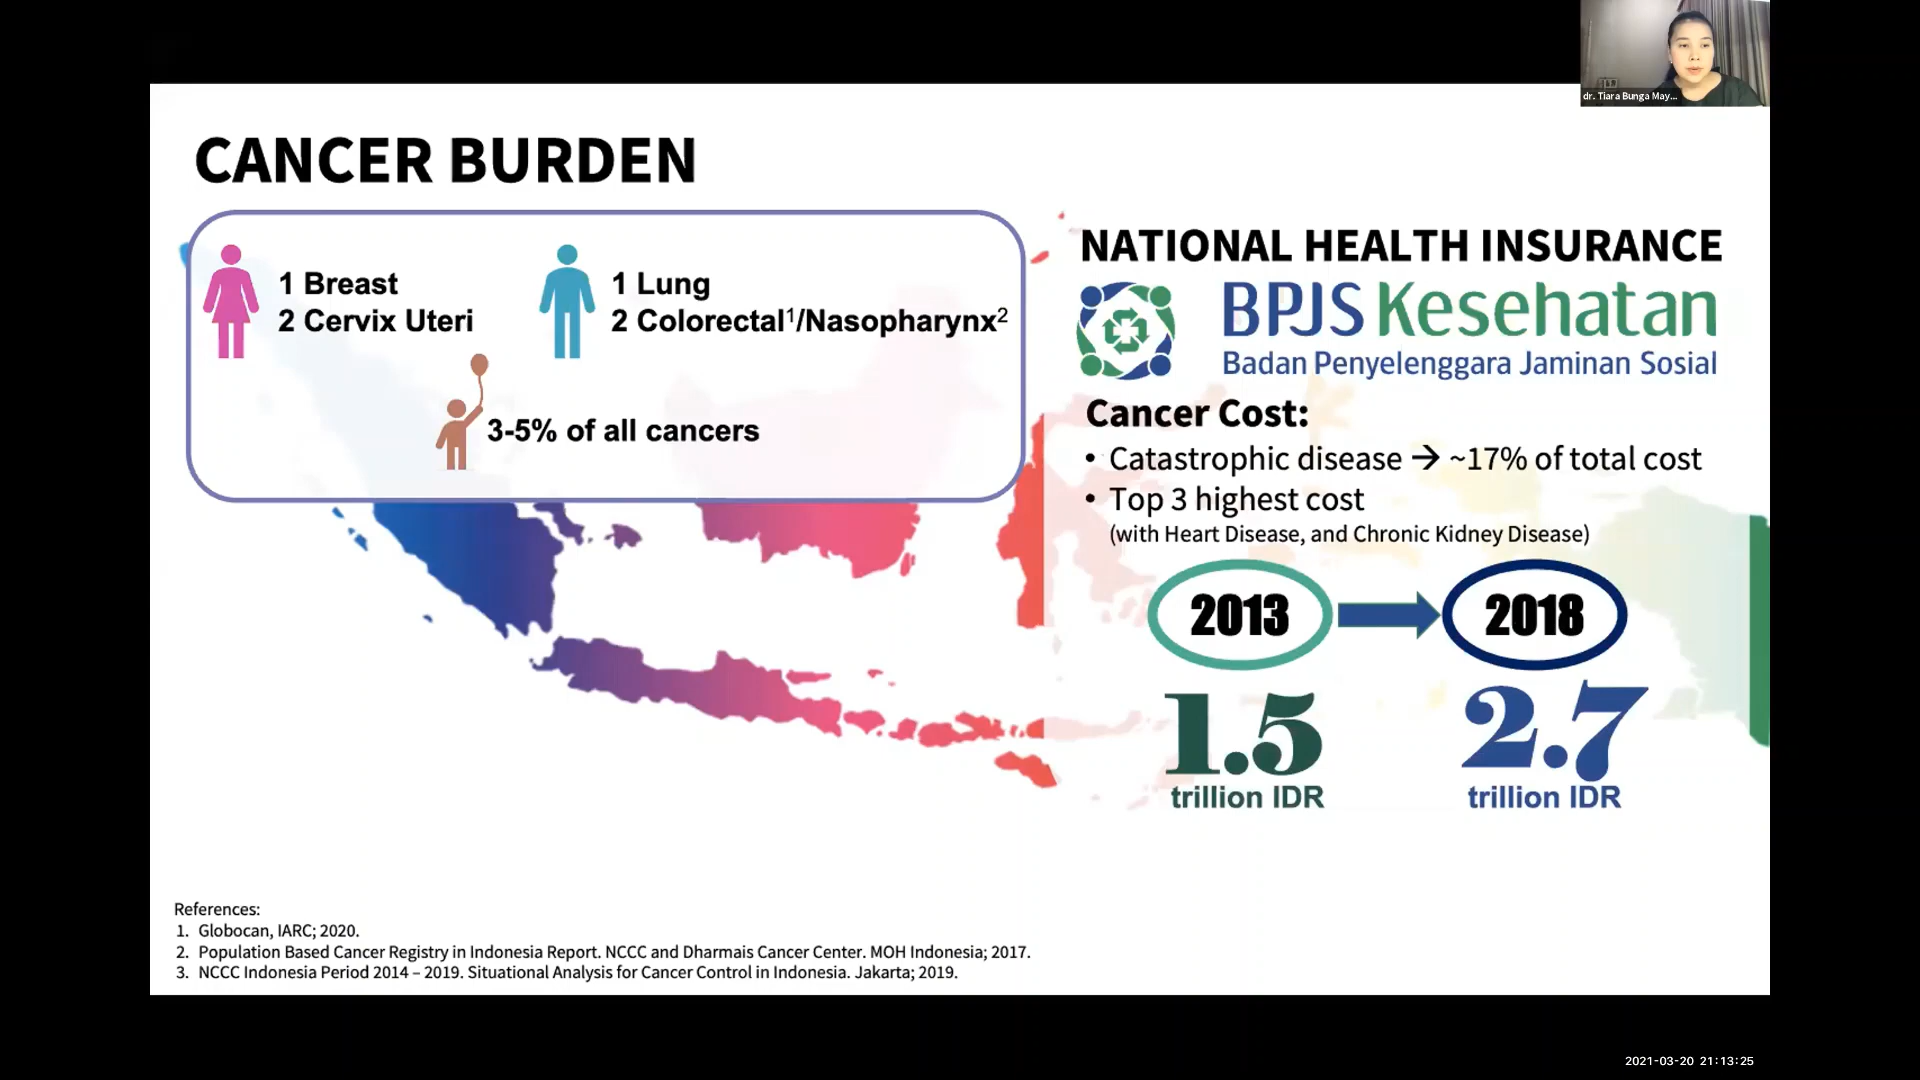 dr. Tiara Bunga May...
CANCER BURDEN
1 Breast
2 Cervix Uteri
1 Lung
2 Colorectal¹/Nasopharynx²
3-5% of all cancers
NATIONAL HEALTH INSURANCE
BPJS Kesehatan
Badan Penyelenggara Jaminan Sosial
Cancer Cost:
• Catastrophic disease → ~17% of total cost
• Top 3 highest cost
(with Heart Disease, and Chronic Kidney Disease)
2013
2018
1.5
trillion IDR
2.7
trillion IDR
References:
1. Globocan, IARC; 2020.
2. Population Based Cancer Registry in Indonesia Report. NCCC and Dharmais Cancer Center. MOH Indonesia; 2017.
3. NCCC Indonesia Period 2014 – 2019. Situational Analysis for Cancer Control in Indonesia. Jakarta; 2019.
2021-03-20 21:13:25